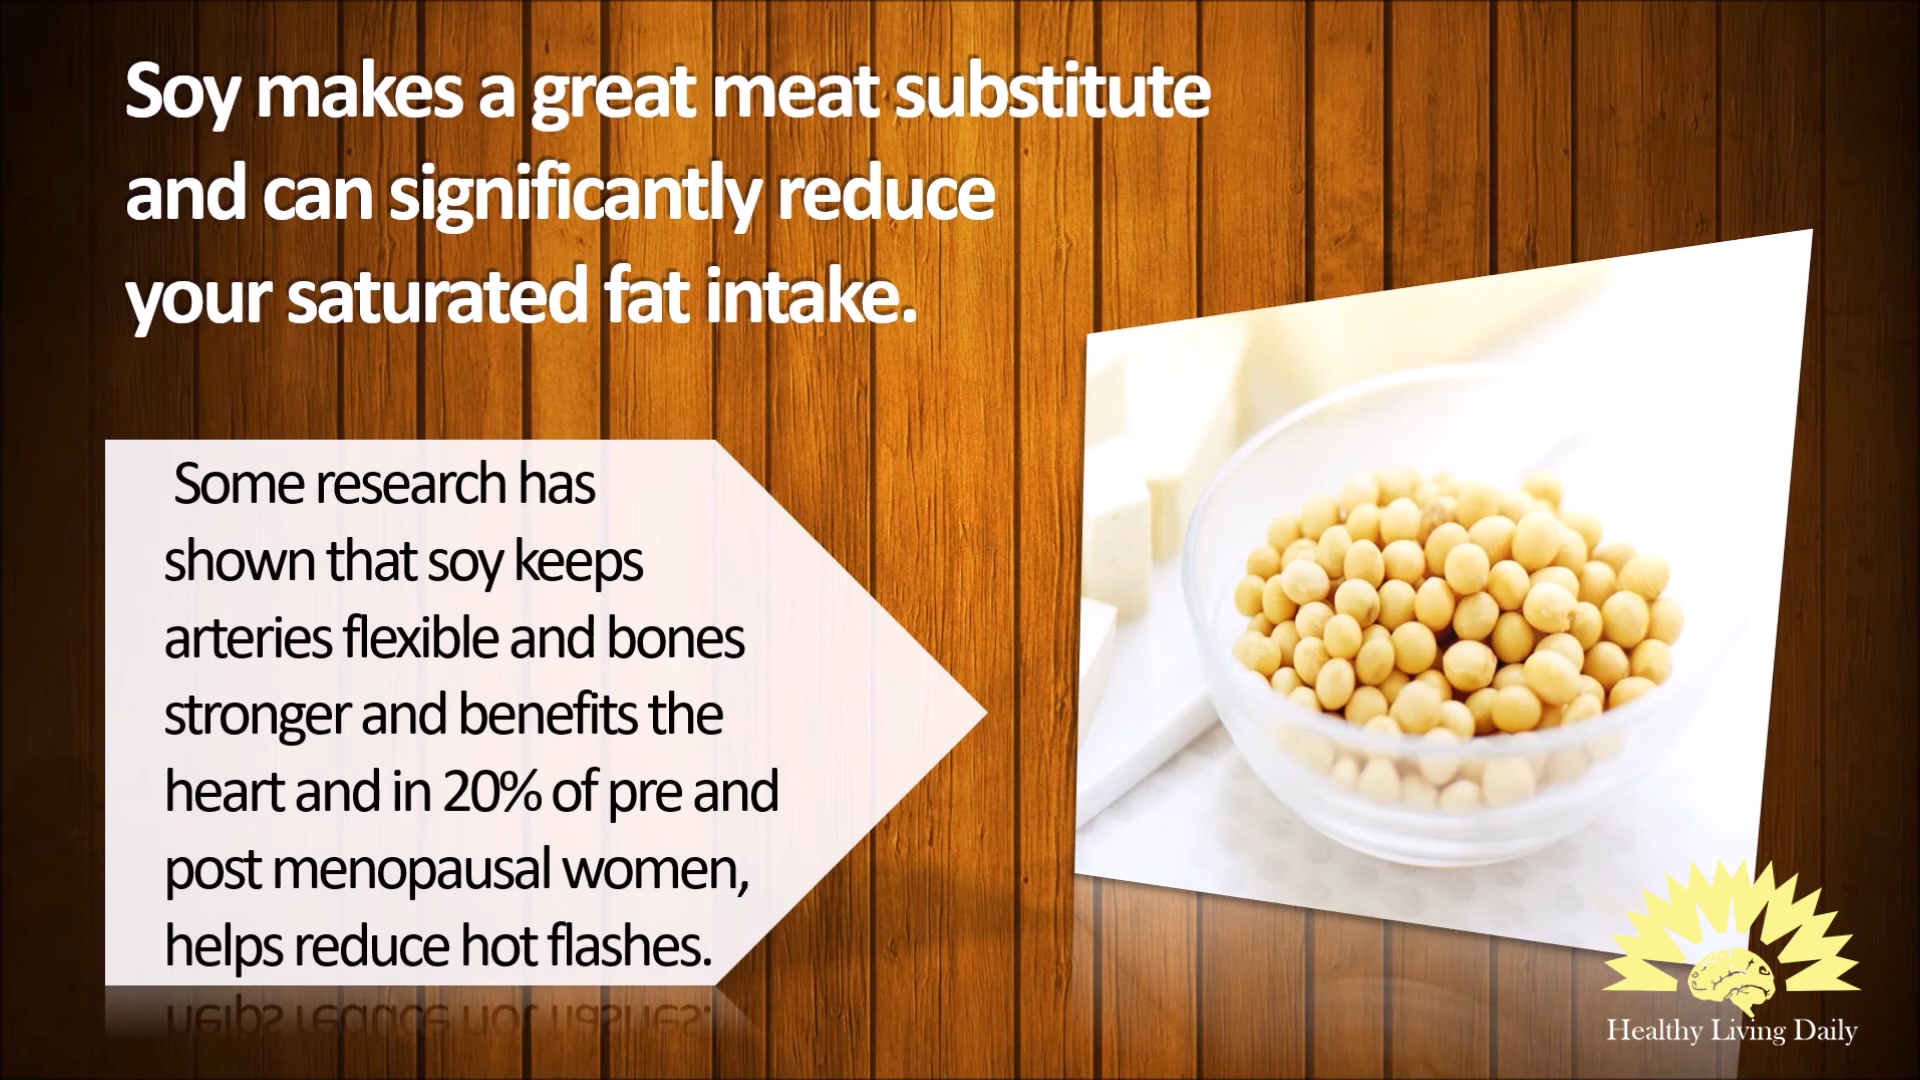 Soy makes a great meat substitute
and can significantly reduce
your saturated fat intake.
Some research has
shown that soy keeps
arteries flexible and bones
stronger and benefits the
heart and in 20% of pre and
post menopausal women,
helps reduce hot flashes.
Healthy Living Daily